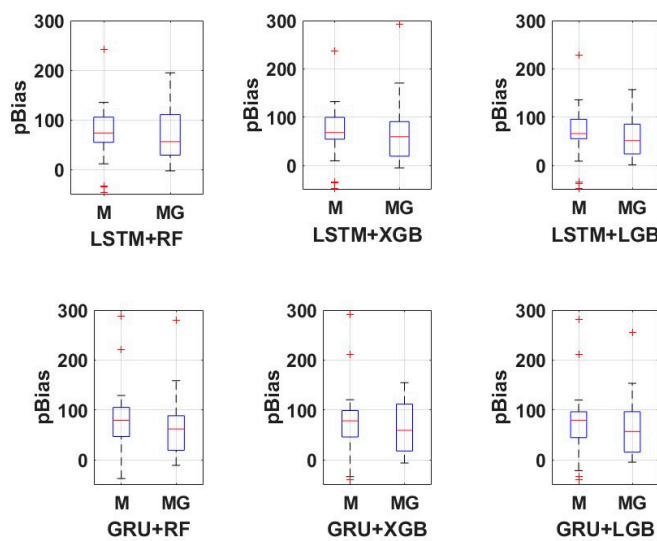 300 300 300
200 200 200
pBias pBias pBias
100 100 100
0 0 0
M MG M MG M MG
LSTM+RF LSTM+XGB LSTM+LGB
300 300 300
200 200 200
pBias pBias pBias
100 100 100
0 0 0
M MG M MG M MG
GRU+RF GRU+XGB GRU+LGB